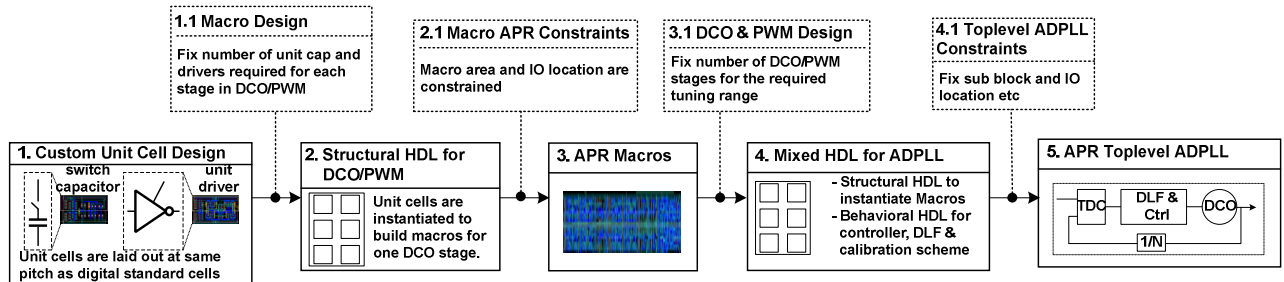 1.1 Macro Design
Fix number of unit cap and
drivers required for each
stage in DCO/PWM
2.1 Macro APR Constraints
Macro area and IO location are
constrained
3.1 DCO & PWM Design
Fix number of DCO/PWM
stages for the required
tuning range
4.1 Toplevel ADPLL
Constraints
Fix sub block and IO
location etc
1. Custom Unit Cell Design
switch
capacitor
unit
driver
Unit cells are laid out at same
pitch as digital standard cells
2. Structural HDL for
DCO/PWM
Unit cells are
instantiated to
build macros for
one DCO stage.
3. APR Macros
4. Mixed HDL for ADPLL
- Structural HDL to
instantiate Macros
- Behavioral HDL for
controller, DLF &
calibration scheme
5. APR Toplevel ADPLL
TDC
DLF &
Ctrl
DCO
1/N